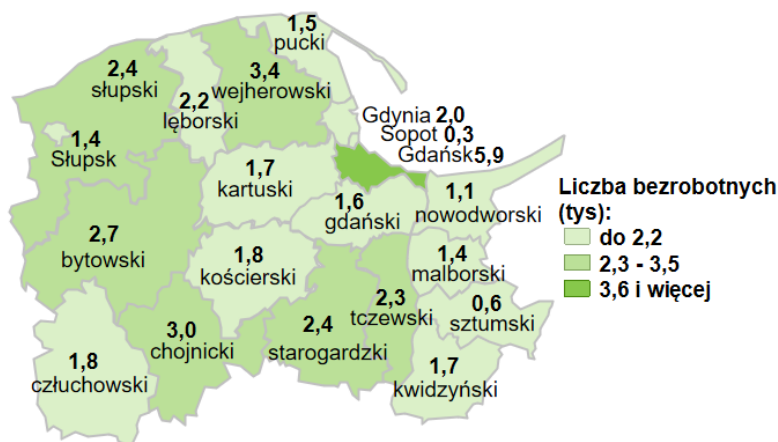 1,5
pucki
2,4
słupski
3,4
wejherowski
2,2
lęborski
Gdynia 2,0
Sopot 0,3
Gdańsk 5,9
1,4
Słupsk
1,7
kartuski
1,6
gdański
1,1
nowodworski
2,7
bytowski
1,8
kościerski
1,4
malborski
2,3
tczewski
0,6
sztumski
3,0
chojnicki
2,4
starogardzki
1,8
człuchowski
1,7
kwidzyński
Liczba bezrobotnych
(tys):
do 2,2
2,3 - 3,5
3,6 i więcej